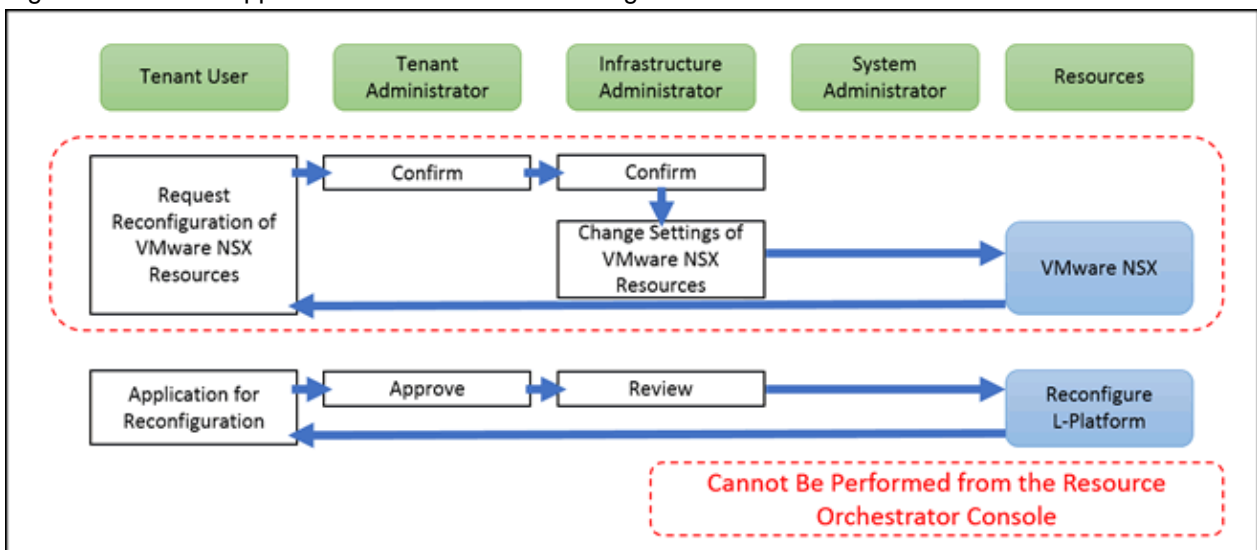 Tenant User
Tenant
Administrator
Infrastructure
Administrator
System
Administrator
Resources
Request
Reconfiguration of
VMware NSX
Resources
Confirm
Confirm
Change Settings of
VMware NSX
Resources
VMware NSX
Application for
Reconfiguration
Approve
Review
Reconfigure
L-Platform
Cannot Be Performed from the Resource
Orchestrator Console